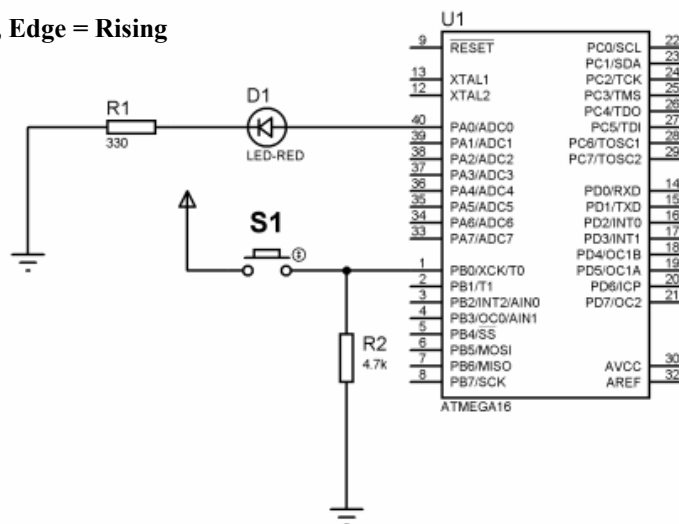 , Edge = Rising
U1
9 RESET PC0/SCL 22
PC1/SDA 23
13 XTAL1 PC2/TCK 24
12 XTAL2 PC3/TMS 25
PC4/TDO 26
40 PA0/ADC0 PC5/TDI 27
39 PA1/ADC1 PC6/TOSC1 28
38 PA2/ADC2 PC7/TOSC2 29
37 PA3/ADC3
36 PA4/ADC4 PD0/RXD 14
35 PA5/ADC5 PD1/TXD 15
34 PA6/ADC6 PD2/INT0 16
33 PA7/ADC7 PD3/INT1 17
PD4/OC1B 18
1 PB0/XCK/T0 PD5/OC1A 19
2 PB1/T1 PD6/ICP 20
3 PB2/INT2/AIN0 PD7/OC2 21
4 PB3/OC0/AIN1
5 PB4/SS
6 PB5/MOSI
7 PB6/MISO AVCC 30
8 PB7/SCK AREF 32
ATMEGA16
R1
330
D1
LED-RED
S1
R2
4.7k